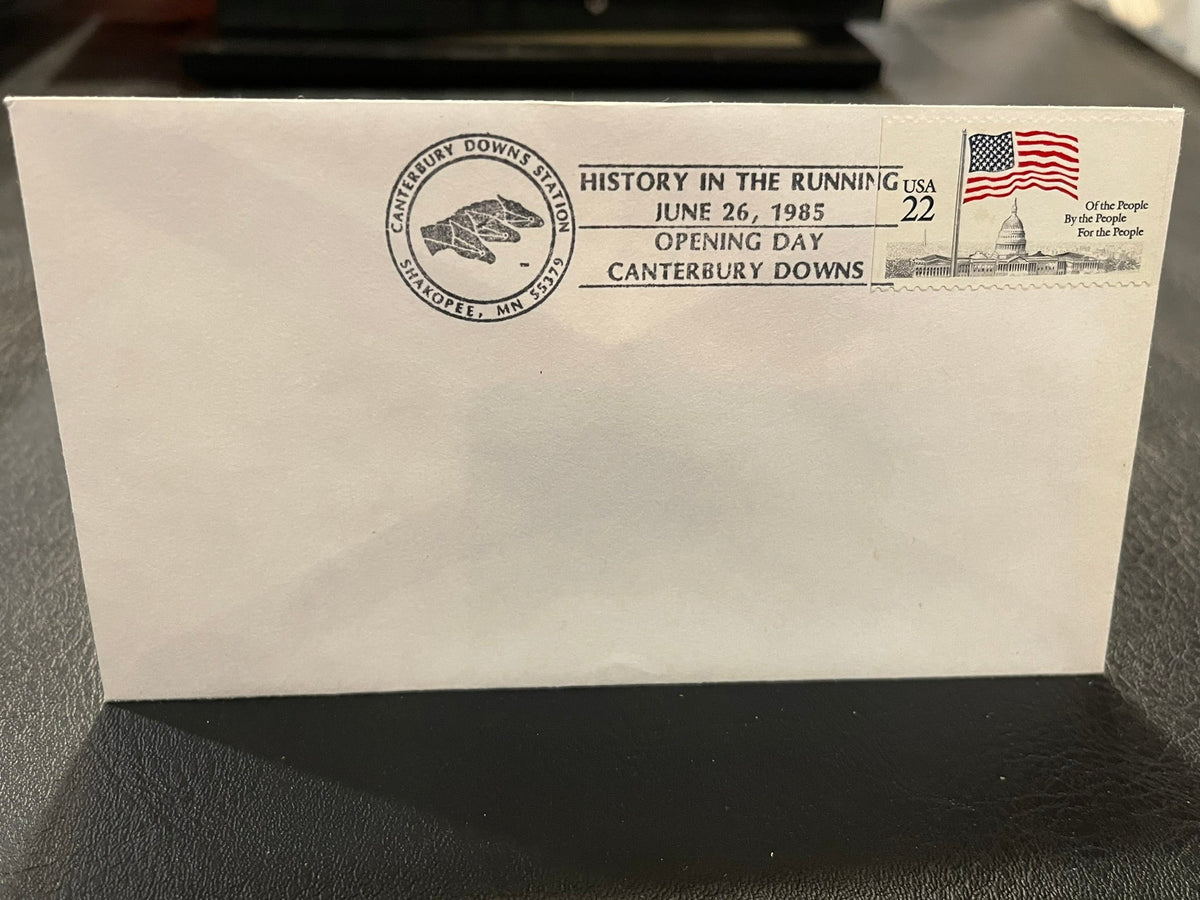 CANTERBURY DOWNS STATION
SHAKOPEE, MN 55379
HISTORY IN THE RUNNING
JUNE 26, 1985
OPENING DAY
CANTERBURY DOWNS
USA
22
Of the People
By the People
For the People